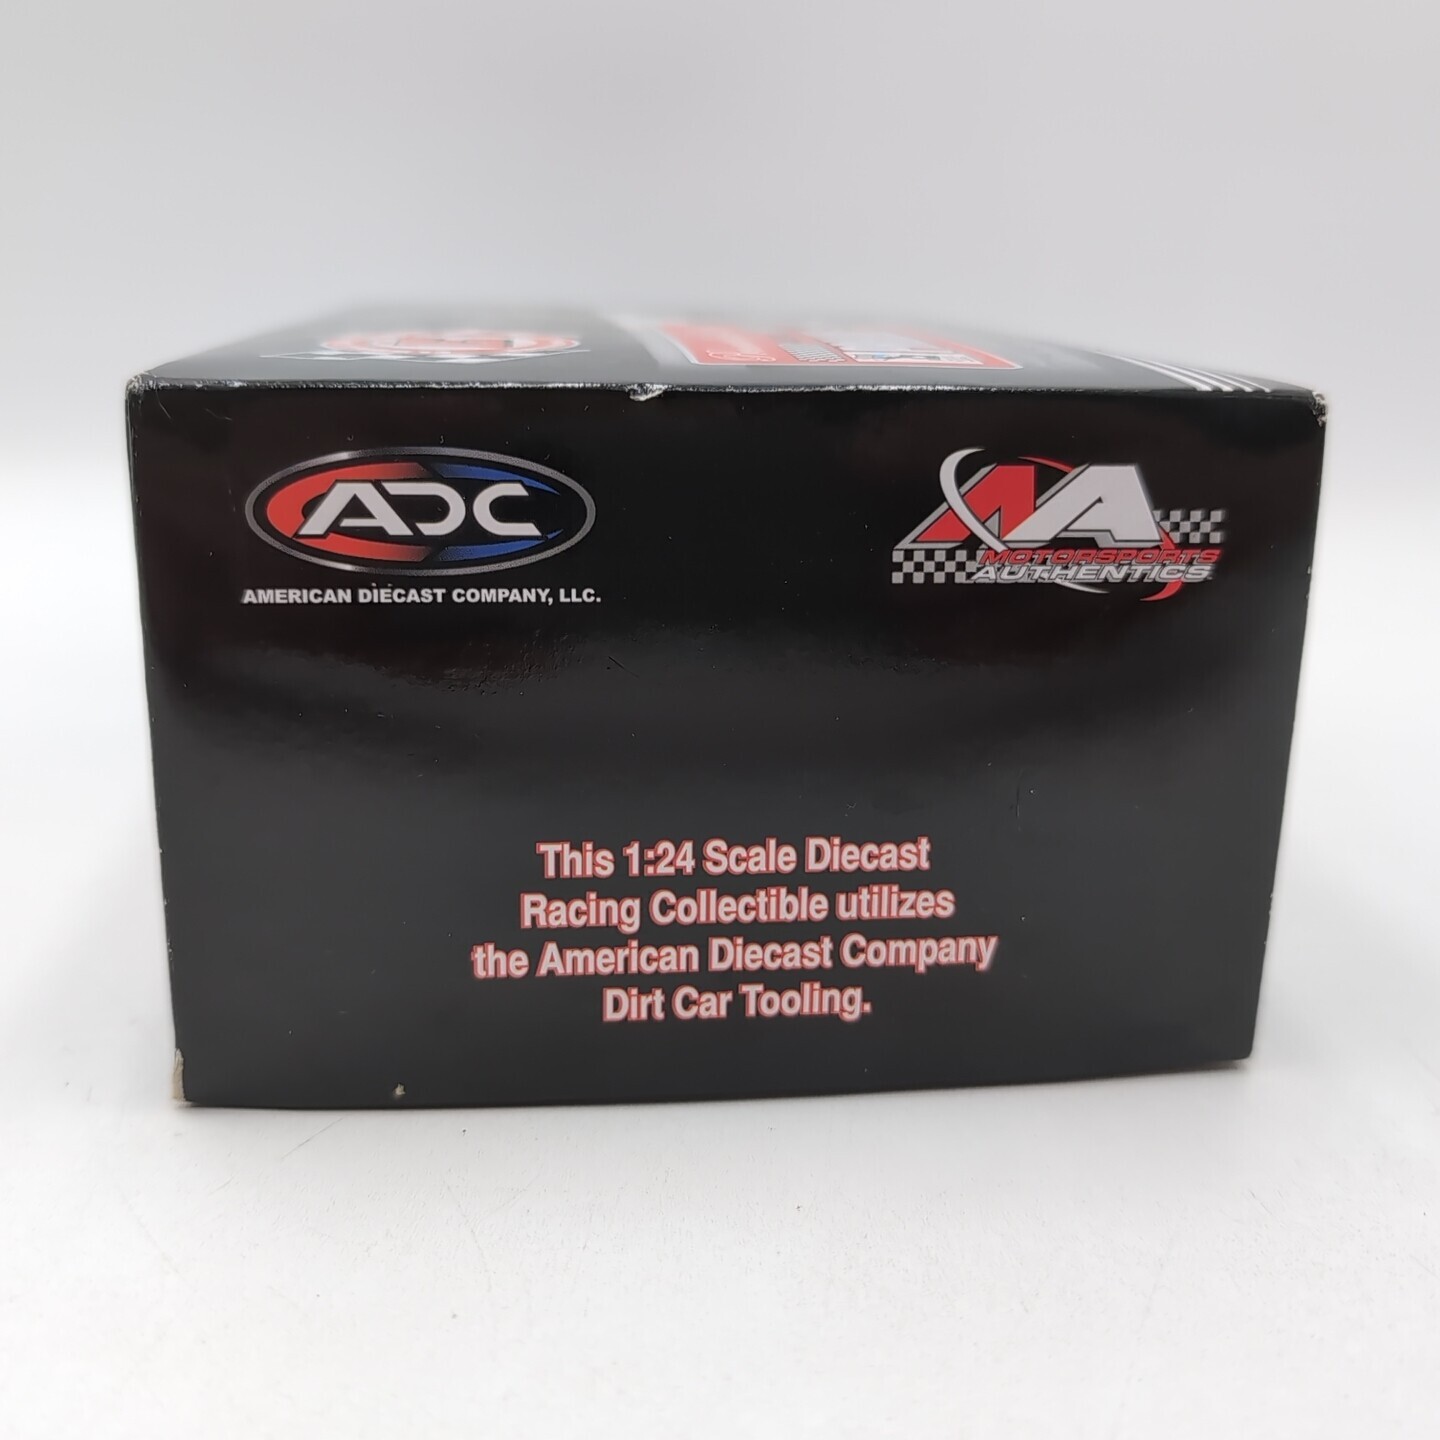 ADC
AMERICAN DIECAST COMPANY, LLC.
MA
MOTORSPORTS
AUTHENTICS
This 1:24 Scale Diecast
Racing Collectible utilizes
the American Diecast Company
Dirt Car Tooling.